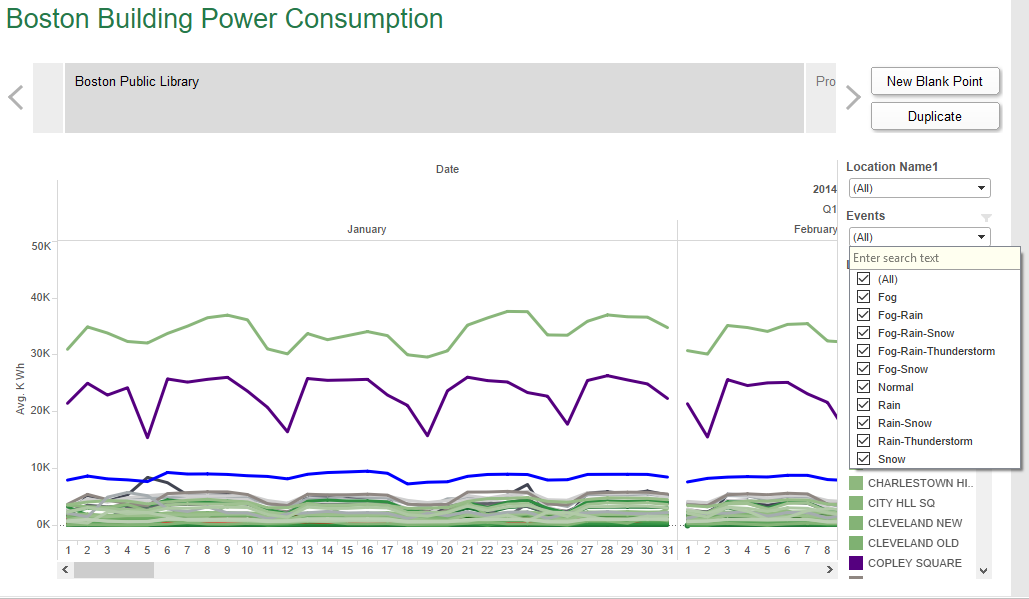 Boston Building Power Consumption
Boston Public Library
Pro
New Blank Point
Duplicate
Date
2014
Q1
January
February
50K
40K
30K
20K
10K
0K
Avg. K Wh
1 2 3 4 5 6 7 8 9 10 11 12 13 14 15 16 17 18 19 20 21 22 23 24 25 26 27 28 29 30 31 1 2 3 4 5 6 7 8
Location Name1
(All)
Events
(All)
Enter search text
(All)
Fog
Fog-Rain
Fog-Rain-Snow
Fog-Rain-Thunderstorm
Fog-Snow
Normal
Rain
Rain-Snow
Rain-Thunderstorm
Snow
CHARLESTOWN HI..
CITY HLL SQ
CLEVELAND NEW
CLEVELAND OLD
COPLEY SQUARE